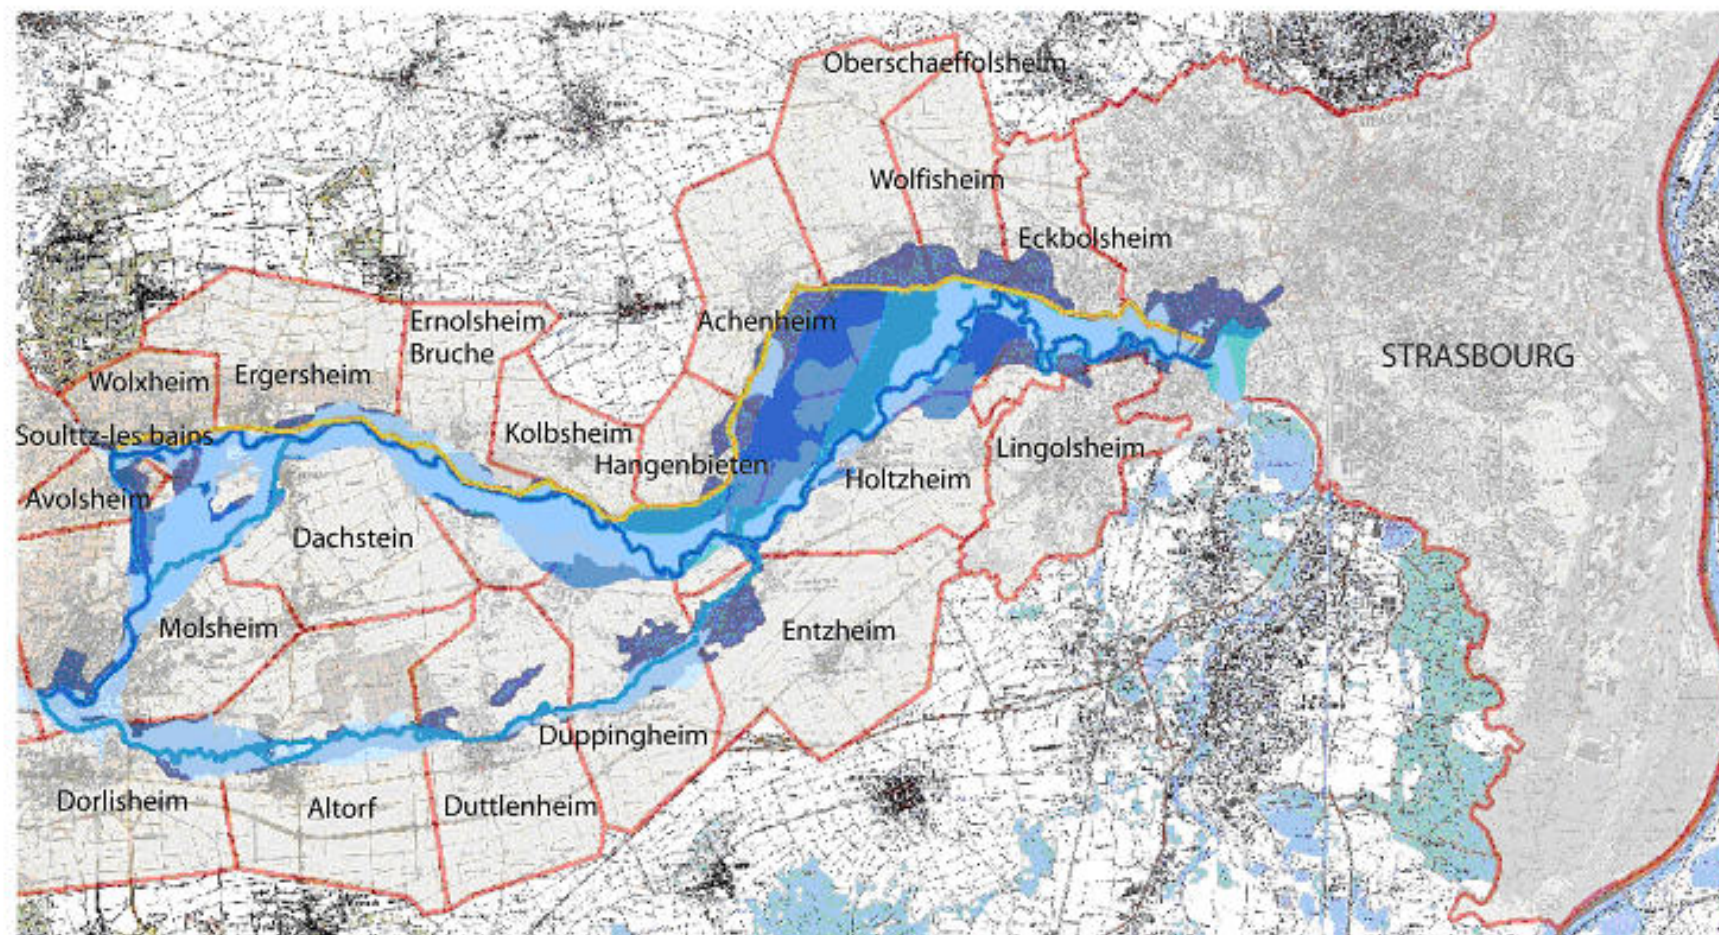 Oberschaeffolsheim
Wolfisheim
Eckbolsheim
Ernolsheim
Bruche
Achenheim
STRASBOURG
Wolxheim
Ergersheim
Soulttz-les bains
Kolbsheim
Hangenbieten
Lingolsheim
Avolsheim
Holtzheim
Dachstein
Molsheim
Entzheim
Duppingheim
Dorlisheim
Altorf
Duttlenheim